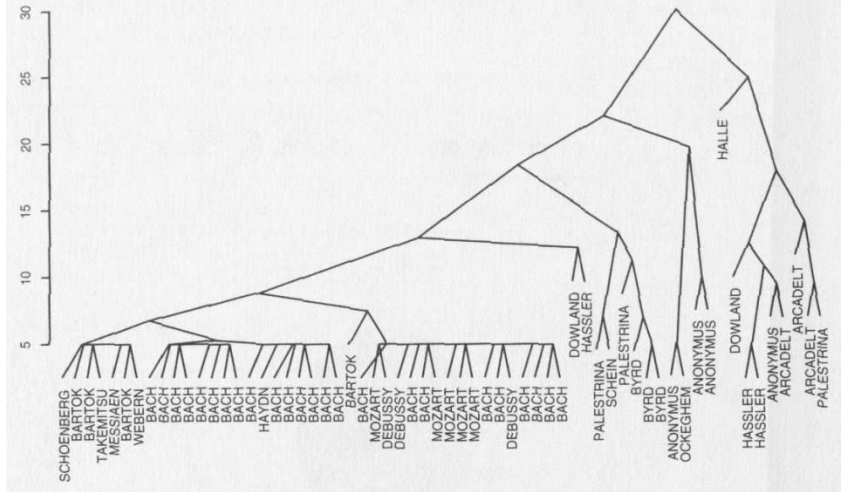 30
25
20
15
10
5
SCHOENBERG
BARTOK
BARTOK
TAKEMITSU
MESSIAEN
BARTOK
WEBERN
BACH
BACH
BACH
BACH
BACH
BACH
BACH
BACH
BACH
HAYDN
BACH
BACH
BACH
BACH
BACH
BACH
BARTOK
BACH
MOZART
DEBUSSY
DEBUSSY
BACH
BACH
MOZART
MOZART
MOZART
MOZART
BACH
BACH
DEBUSSY
BACH
BACH
BACH
BACH
DOWLAND
HASSLER
PALESTRINA
SCHEIN
PALESTRINA
BYRD
BYRD
BYRD
ANONYMUS
OCKEGHEM
ANONYMUS
ANONYMUS
HALLE
DOWLAND
HASSLER
HASSLER
ANONYMUS
ARCADELT
ARCADELT
ARCADELT
PALESTRINA